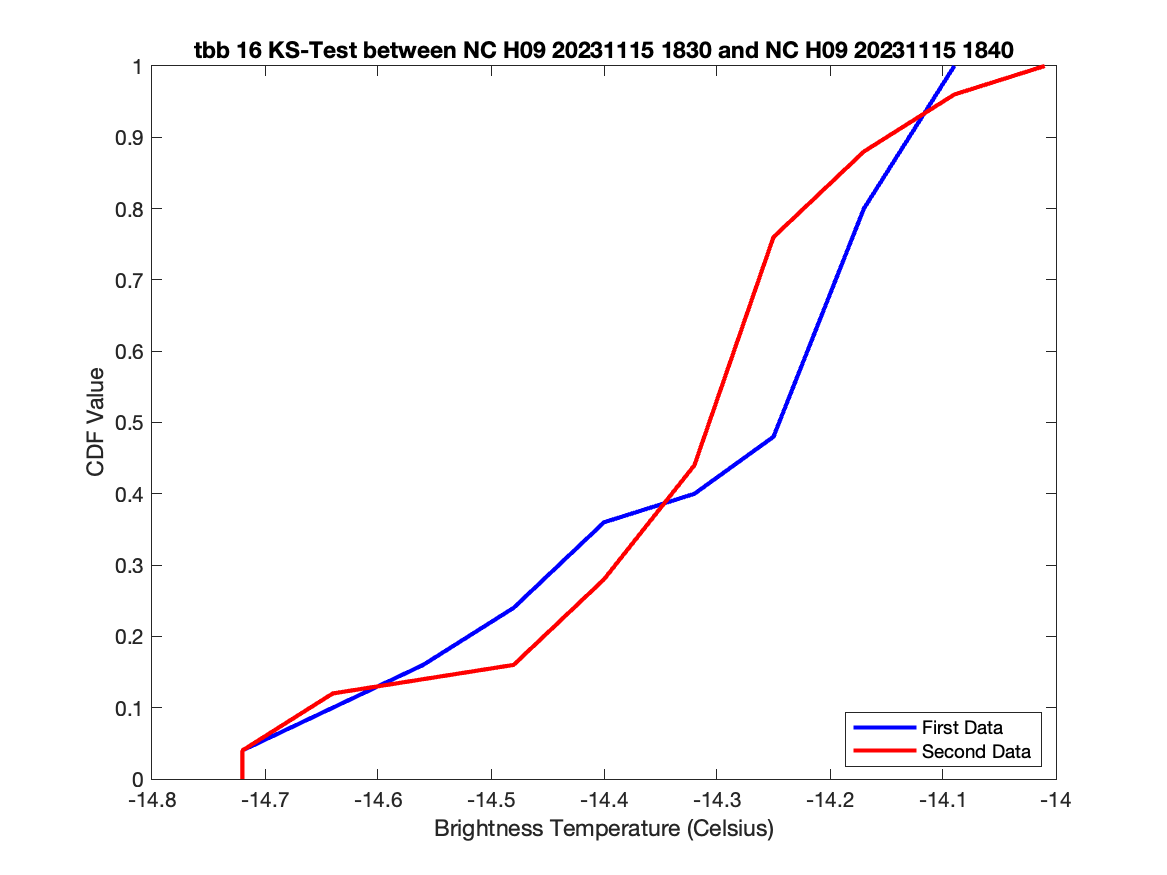 tbb 16 KS-Test between NC H09 20231115 1830 and NC H09 20231115 1840
1
0.9
0.8
0.7
0.6
0.5
0.4
0.3
0.2
0.1
0
CDF Value
First Data
Second Data
-14.8 -14.7 -14.6 -14.5 -14.4 -14.3 -14.2 -14.1 -14
Brightness Temperature (Celsius)